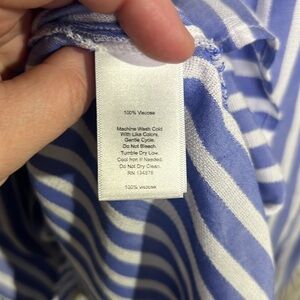 100% Viscose
Machine Wash Cold
With Like Colors,
Gentle Cycle.
Do Not Bleach.
Tumble Dry Low.
Cool Iron If Needed.
Do Not Dry Clean.
RN 134878
100% viscose